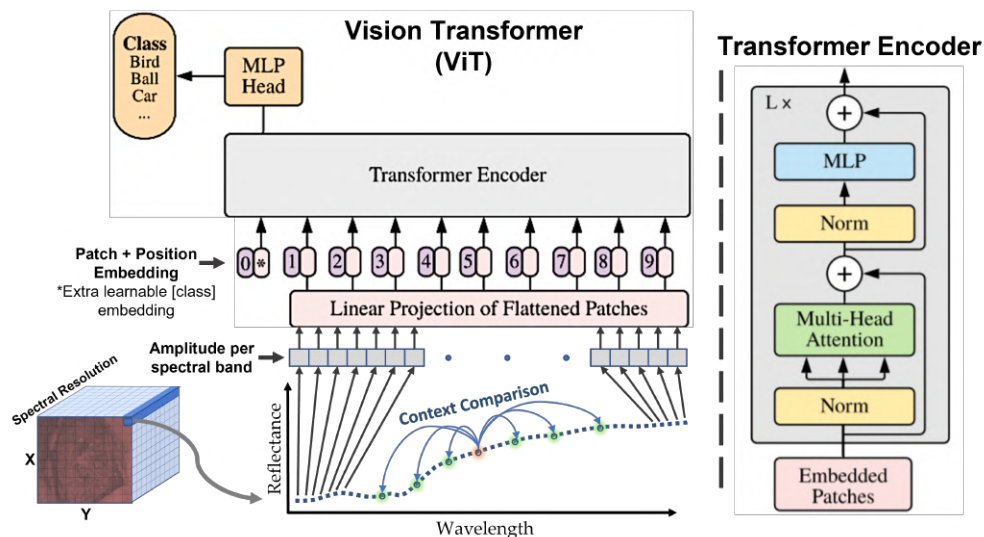 Vision Transformer
(ViT)
Class
Bird
Ball
Car
...
MLP
Head
Transformer Encoder
Patch + Position
Embedding
*Extra learnable [class]
embedding
0 * 1 2 3 4 5 6 7 8 9
Linear Projection of Flattened Patches
Amplitude per
spectral band
Spectral Resolution
X
Y
Reflectance
Context Comparison
Wavelength
Transformer Encoder
L ×
+
MLP
Norm
+
Multi-Head
Attention
Norm
Embedded
Patches